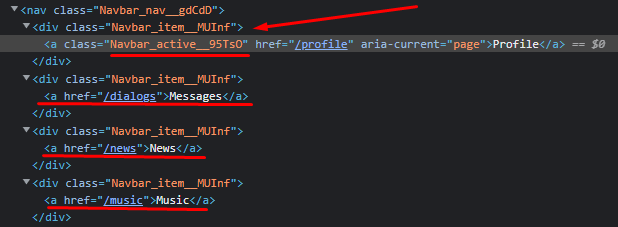 <nav class="Navbar_nav__gdCdD">
<div class="Navbar_item__MUInf">
<a class="Navbar_active__95TsO" href="/profile" aria-current="page">Profile</a> == $0
</div>
<div class="Navbar_item__MUInf">
<a href="/dialogs">Messages</a>
</div>
<div class="Navbar_item__MUInf">
<a href="/news">News</a>
</div>
<div class="Navbar_item__MUInf">
<a href="/music">Music</a>
</div>